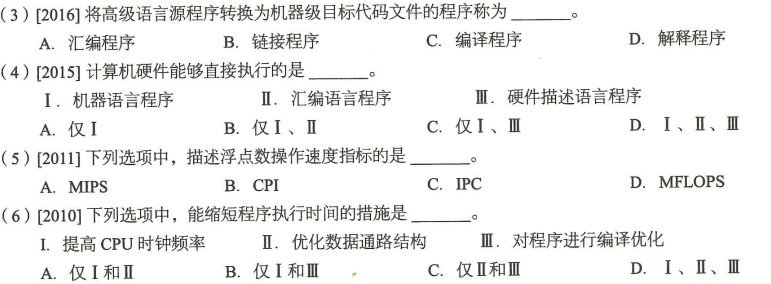 （3）[2016] 将高级语言源程序转换为机器级目标代码文件的程序称为 ______。
A. 汇编程序 B. 链接程序 C. 编译程序 D. 解释程序
（4）[2015] 计算机硬件能够直接执行的是 ______。
Ⅰ. 机器语言程序 Ⅱ. 汇编语言程序 Ⅲ. 硬件描述语言程序
A. 仅Ⅰ B. 仅Ⅰ、Ⅱ C. 仅Ⅰ、Ⅲ D. Ⅰ、Ⅱ、Ⅲ
（5）[2011] 下列选项中，描述浮点数操作速度指标的是 ______。
A. MIPS B. CPI C. IPC D. MFLOPS
（6）[2010] 下列选项中，能缩短程序执行时间的措施是 ______。
I. 提高 CPU 时钟频率 Ⅱ. 优化数据通路结构 Ⅲ. 对程序进行编译优化
A. 仅Ⅰ和Ⅱ B. 仅Ⅰ和Ⅲ C. 仅Ⅱ和Ⅲ D. Ⅰ、Ⅱ、Ⅲ